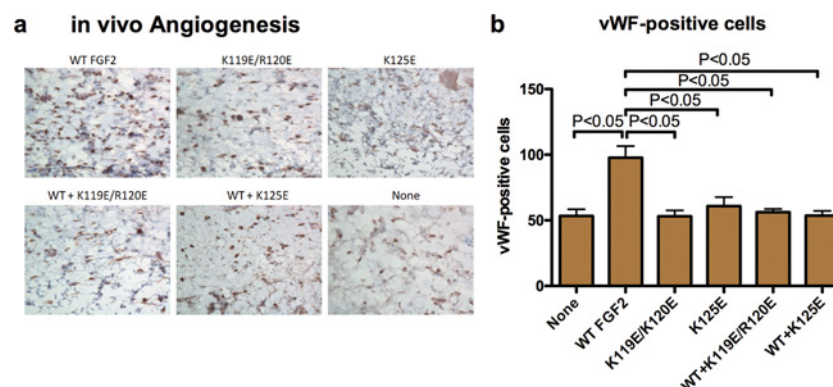 a in vivo Angiogenesis
WT FGF2 K119E/R120E K125E
WT + K119E/R120E WT + K125E None
b vWF-positive cells
P<0.05
P<0.05
P<0.05
P<0.05 P<0.05
vWF-positive cells
150
100
50
0
None
WT FGF2
K119E/K120E
K125E
WT+K119E/R120E
WT+K125E